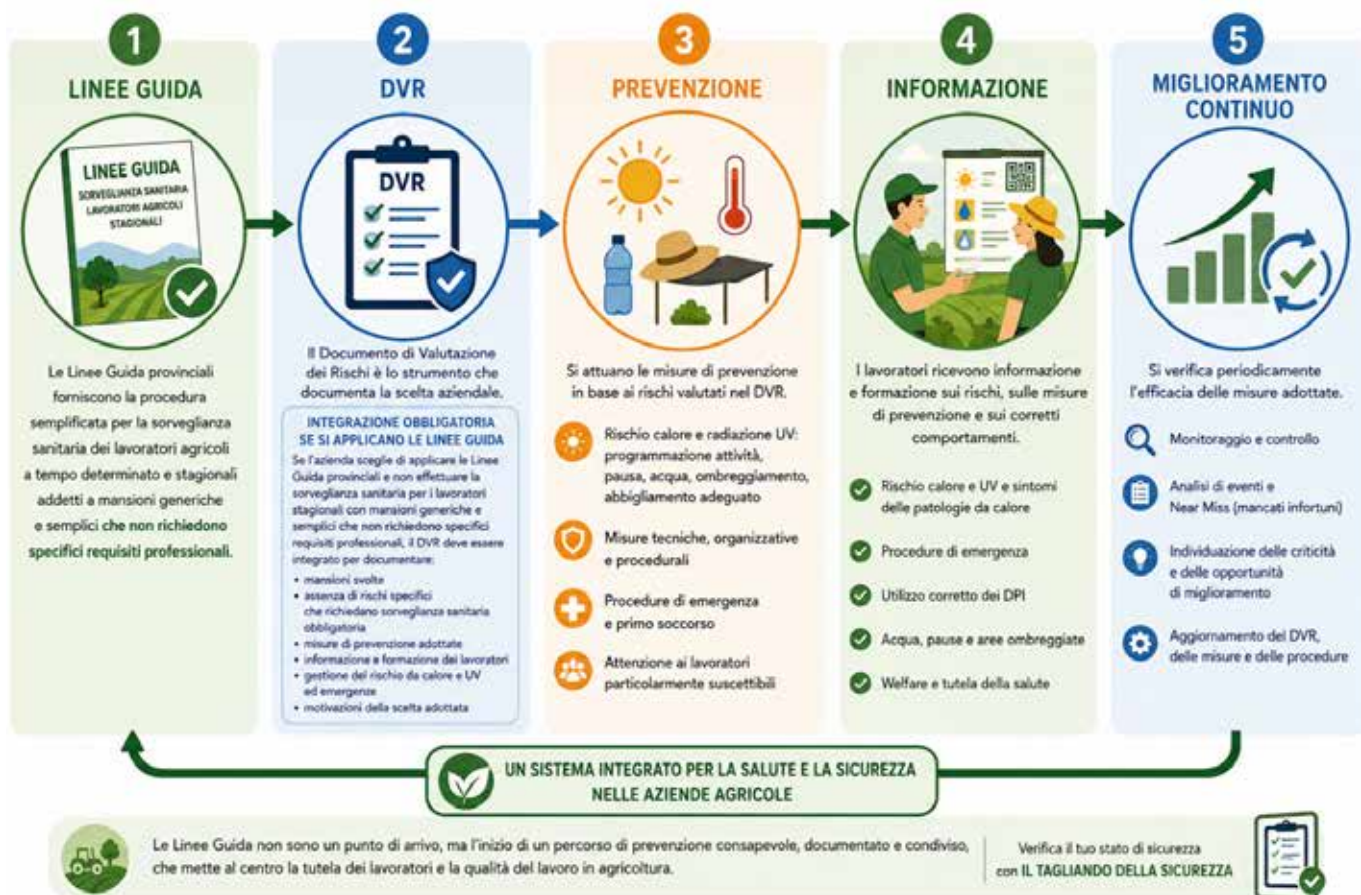 1
LINEE GUIDA
LINEE GUIDA
SORVEGLIANZA SANITARIA
LAVORATORI AGRICOLI
STAGIONALI
Le Linee Guida provinciali
forniscono la procedura
semplificata per la sorveglianza
sanitaria dei lavoratori agricoli
a tempo determinato e stagionali
addetti a mansioni generiche
e semplici che non richiedono
specifici requisiti professionali.
2
DVR
DVR
Il Documento di Valutazione
dei Rischi è lo strumento che
documenta la scelta aziendale.
INTEGRAZIONE OBBLIGATORIA
SE SI APPLICANO LE LINEE GUIDA
Se l'azienda sceglie di applicare le Linee
Guida provinciali e non effettuare la
sorveglianza sanitaria per i lavoratori
stagionali con mansioni generiche e
semplici che non richiedono specifici
requisiti professionali, il DVR deve essere
integrato per documentare:
• mansioni svolte
• assenza di rischi specifici
che richiedano sorveglianza sanitaria
obbligatoria
• misure di prevenzione adottate
• informazione e formazione dei lavoratori
• gestione del rischio da calore e UV
ed emergenze
• motivazioni della scelta adottata
3
PREVENZIONE
Si attuano le misure di prevenzione
in base ai rischi valutati nel DVR.
Rischio calore e radiazione UV:
programmazione attività,
pausa, acqua, ombreggiamento,
abbigliamento adeguato
Misure tecniche, organizzative
e procedurali
Procedure di emergenza
e primo soccorso
Attenzione ai lavoratori
particolarmente suscettibili
4
INFORMAZIONE
I lavoratori ricevono informazione
e formazione sui rischi, sulle misure
di prevenzione e sui corretti
comportamenti.
Rischio calore e UV e sintomi
delle patologie da calore
Procedure di emergenza
Utilizzo corretto dei DPI
Acqua, pause e aree ombreggiate
Welfare e tutela della salute
5
MIGLIORAMENTO
CONTINUO
Si verifica periodicamente
l'efficacia delle misure adottate.
Monitoraggio e controllo
Analisi di eventi e
Near Miss (mancati infortuni)
Individuazione delle criticità
e delle opportunità
di miglioramento
Aggiornamento del DVR,
delle misure e delle procedure
UN SISTEMA INTEGRATO PER LA SALUTE E LA SICUREZZA
NELLE AZIENDE AGRICOLE
Le Linee Guida non sono un punto di arrivo, ma l'inizio di un percorso di prevenzione consapevole, documentato e condiviso,
che mette al centro la tutela dei lavoratori e la qualità del lavoro in agricoltura.
Verifica il tuo stato di sicurezza
con IL TAGLIANDO DELLA SICUREZZA